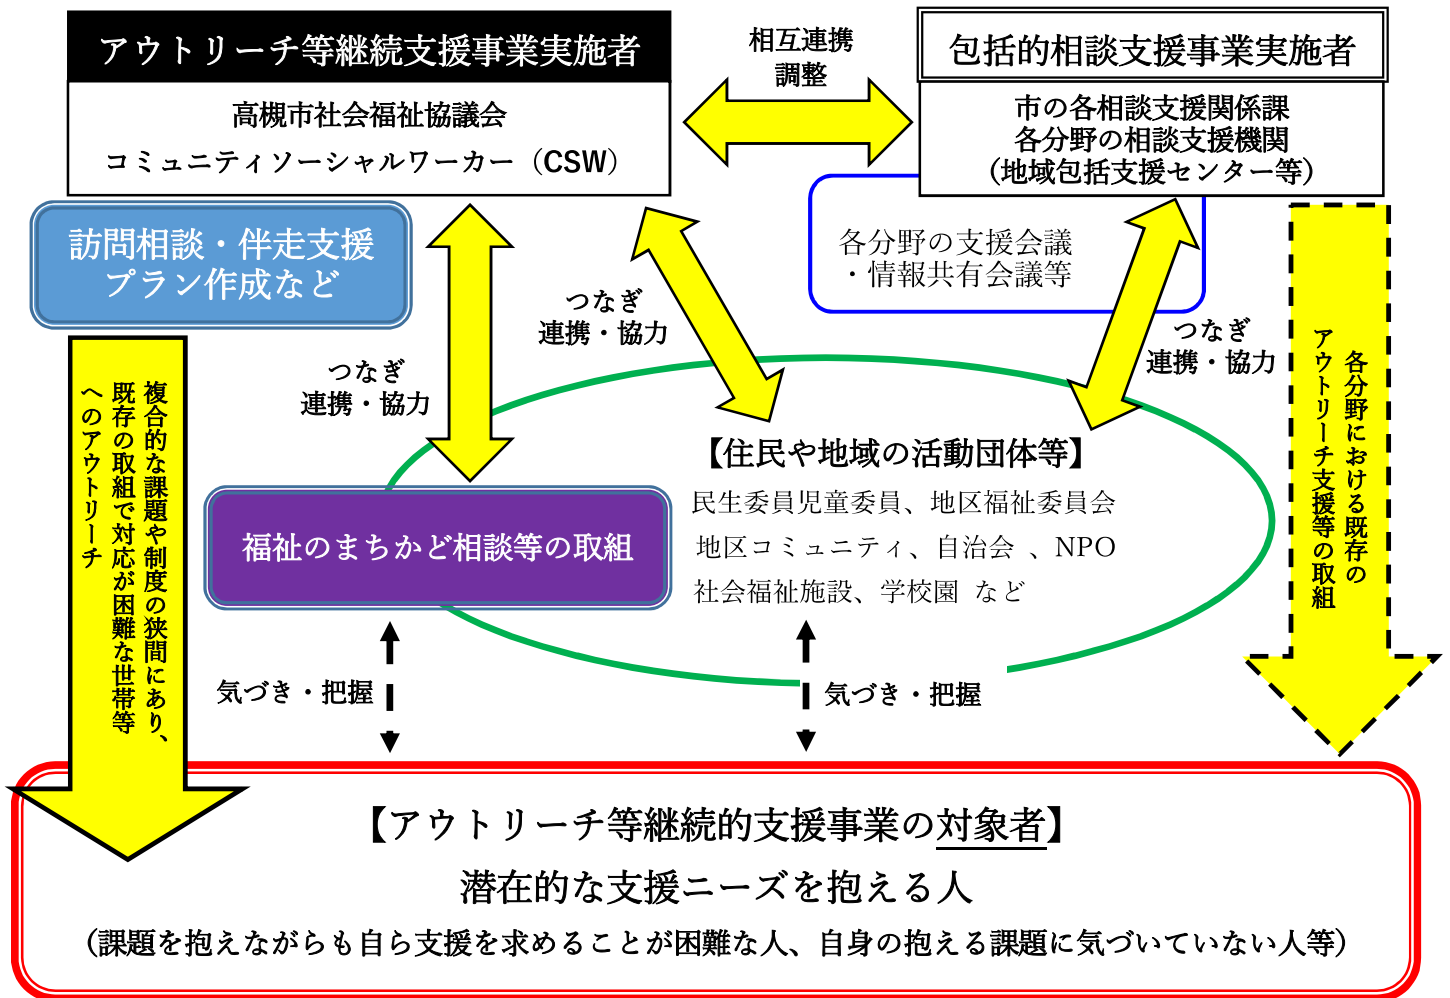 アウトリーチ等継続支援事業実施者
高槻市社会福祉協議会
コミュニティソーシャルワーカー（CSW）
相互連携
調整
包括的相談支援事業実施者
市の各相談支援関係課
各分野の相談支援機関
（地域包括支援センター等）
訪問相談・伴走支援
プラン作成など
各分野の支援会議
・情報共有会議等
つなぎ
連携・協力
つなぎ
連携・協力
つなぎ
連携・協力
複合的な課題や制度の狭間にあり、
既存の取組で対応が困難な世帯等
へのアウトリーチ
各分野における既存の
アウトリーチ支援等の取組
【住民や地域の活動団体等】
民生委員児童委員、地区福祉委員会
地区コミュニティ、自治会 、NPO
社会福祉施設、学校園 など
福祉のまちかど相談等の取組
気づき・把握
気づき・把握
【アウトリーチ等継続的支援事業の対象者】
潜在的な支援ニーズを抱える人
（課題を抱えながらも自ら支援を求めることが困難な人、自身の抱える課題に気づいていない人等）